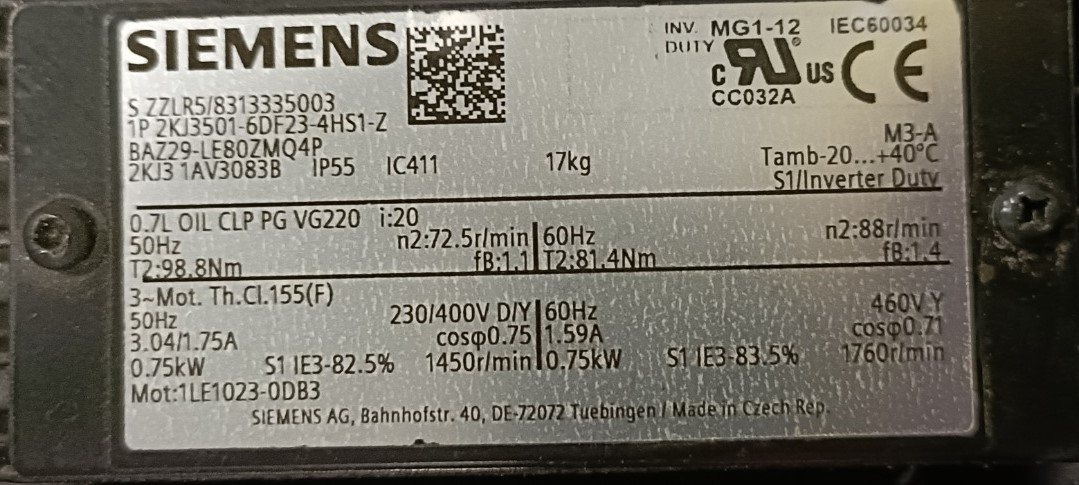 SIEMENS
INV. MG1-12 IEC60034
DUTY
C US CE
CC032A
S ZZLR5/8313335003
1P 2KJ3501-6DF23-4HS1-Z
BAZ29-LE80ZMQ4P M3-A
2KJ3 1AV3083B IP55 IC411 17kg Tamb-20...+40°C
S1/Inverter Duty
0.7L OIL CLP PG VG220 i:20
50Hz n2:72.5r/min 60Hz n2:88r/min
T2:98.8Nm fB:1.1 T2:81.4Nm fB:1.4
3~Mot. Th.Cl.155(F)
50Hz 230/400V D/Y 60Hz 460V Y
3.04/1.75A cosφ0.75 1.59A cosφ0.71
0.75kW S1 IE3-82.5% 1450r/min 0.75kW S1 IE3-83.5% 1760r/min
Mot:1LE1023-0DB3
SIEMENS AG, Bahnhofstr. 40, DE-72072 Tuebingen / Made in Czech Rep.